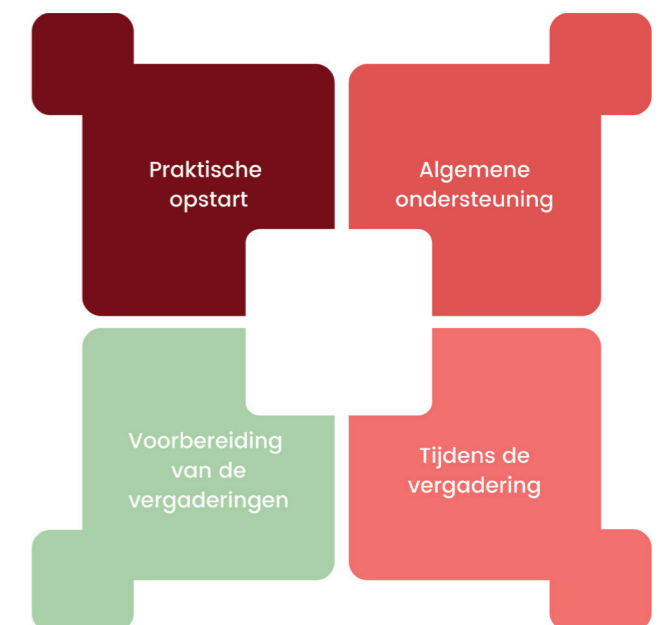 Praktische
opstart
Algemene
ondersteuning
Voorbereiding
van de
vergaderingen
Tijdens de
vergadering